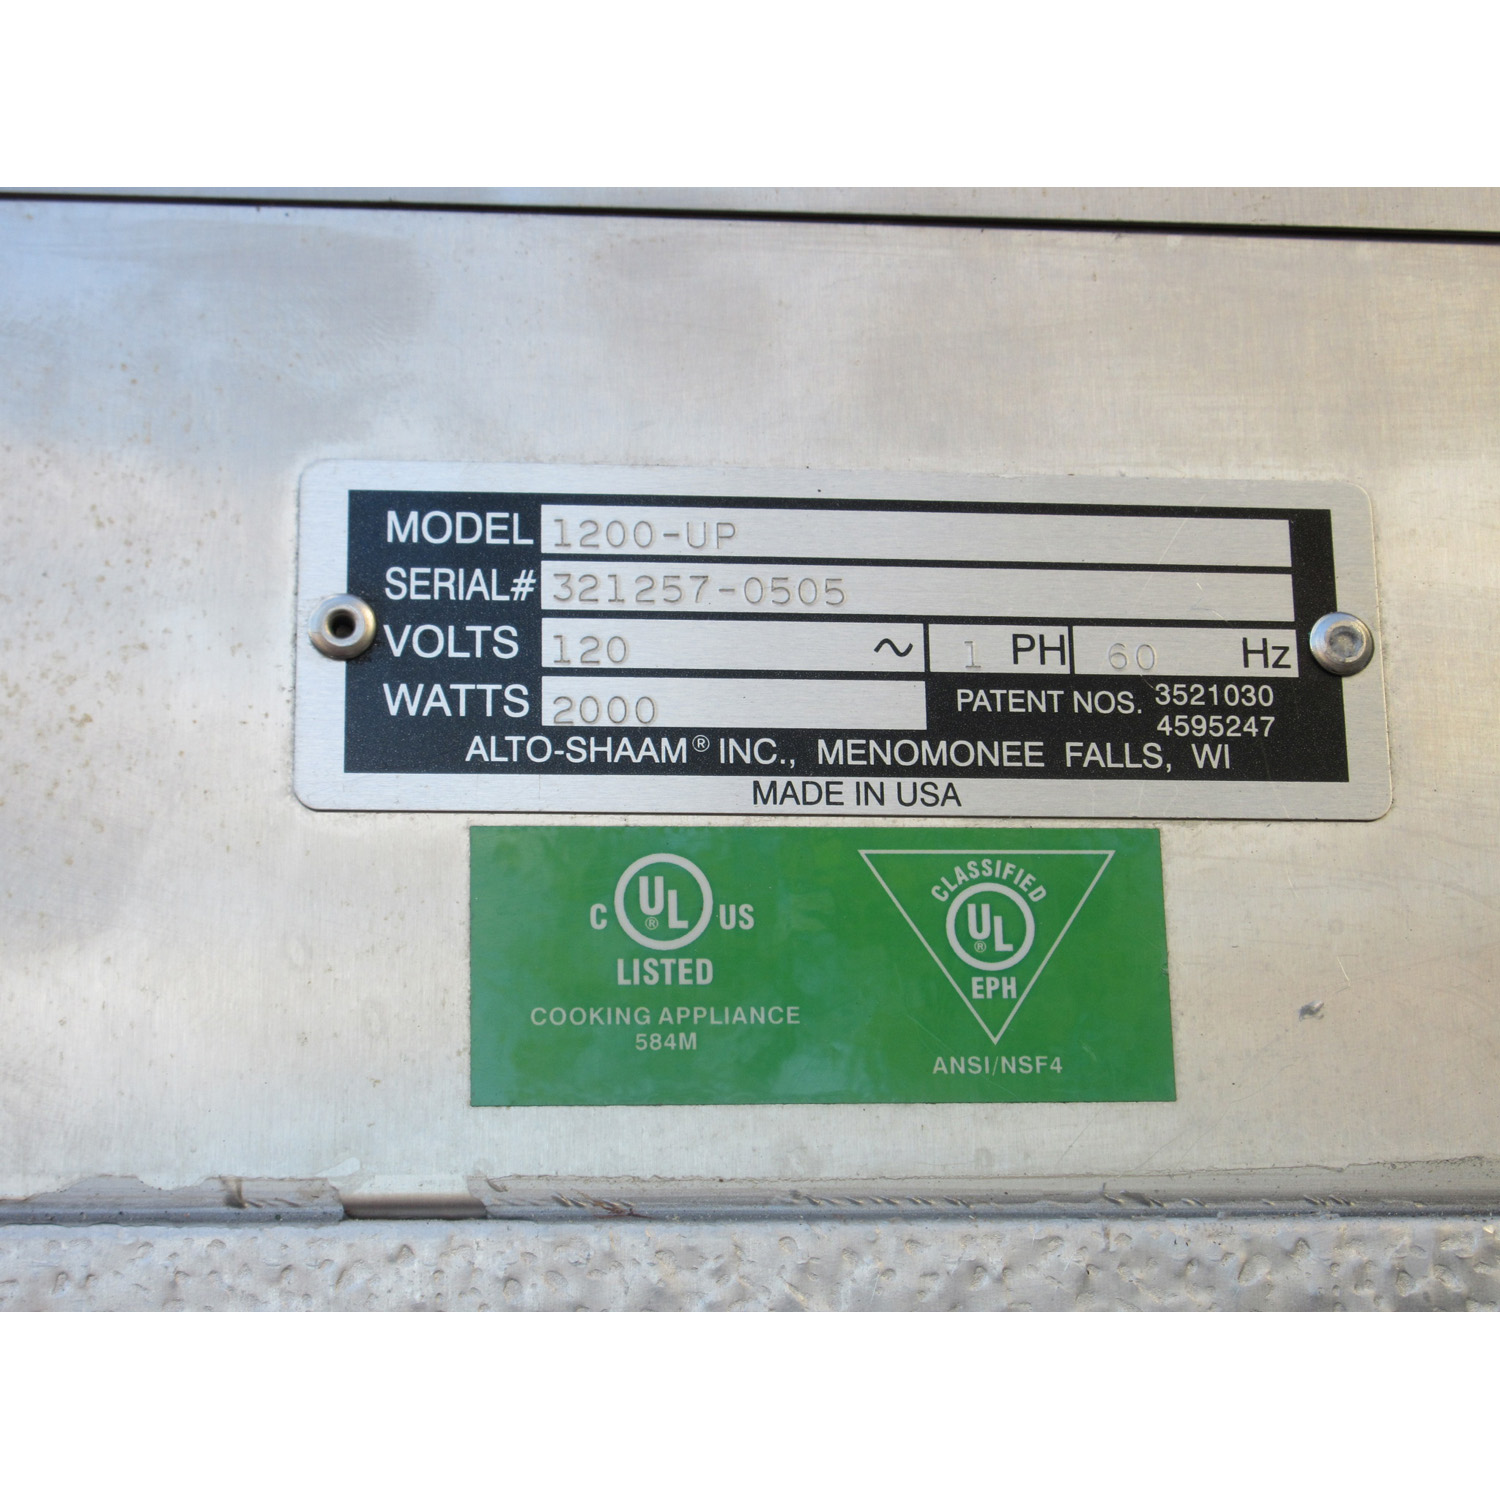 MODEL 1200-UP
SERIAL# 321257-0505
VOLTS 120 ~ 1 PH 60 Hz
WATTS 2000 PATENT NOS. 3521030
4595247
ALTO-SHAAM® INC., MENOMONEE FALLS, WI
MADE IN USA
C UL® US
LISTED
COOKING APPLIANCE
584M
CLASSIFIED
UL®
EPH
ANSI/NSF4